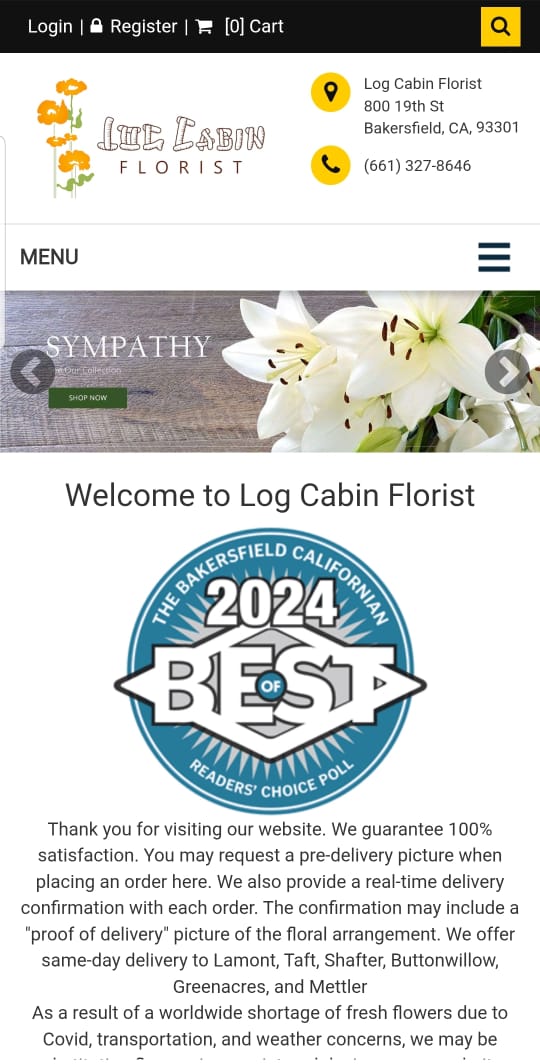 Login | Register | [0] Cart
LOG CABIN
FLORIST
Log Cabin Florist
800 19th St
Bakersfield, CA, 93301
(661) 327-8646
MENU
SYMPATHY
Our Collection
SHOP NOW
Welcome to Log Cabin Florist
THE BAKERSFIELD CALIFORNIAN
2024
BEST
OF
READERS' CHOICE POLL
Thank you for visiting our website. We guarantee 100%
satisfaction. You may request a pre-delivery picture when
placing an order here. We also provide a real-time delivery
confirmation with each order. The confirmation may include a
"proof of delivery" picture of the floral arrangement. We offer
same-day delivery to Lamont, Taft, Shafter, Buttonwillow,
Greenacres, and Mettler
As a result of a worldwide shortage of fresh flowers due to
Covid, transportation, and weather concerns, we may be